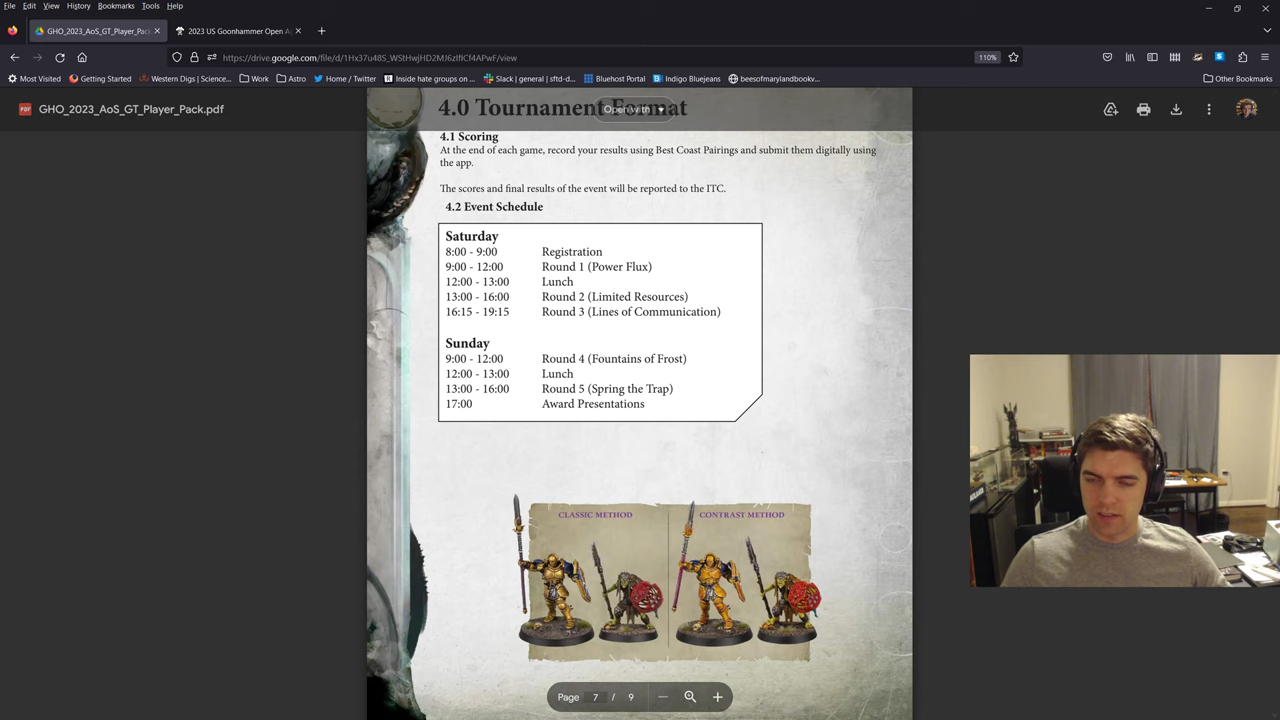 File Edit View History Bookmarks Tools Help
GHO_2023_AoS_GT_Player_Pack
2023 US Goonhammer Open A
https://drive.google.com/file/d/
110%
Most Visited Getting Started Western Digs | Science... Work Astro Home / Twitter Inside hate groups on ... Slack | general | sftd-d... Bluehost Portal Indigo Bluejeans beesofmarylandbookv... Other Bookmarks
GHO_2023_AoS_GT_Player_Pack.pdf
4.0 Tournament Format
Open with
4.1 Scoring
At the end of each game, record your results using Best Coast Pairings and submit them digitally using
the app.
The scores and final results of the event will be reported to the ITC.
4.2 Event Schedule
Saturday
8:00 - 9:00 Registration
9:00 - 12:00 Round 1 (Power Flux)
12:00 - 13:00 Lunch
13:00 - 16:00 Round 2 (Limited Resources)
16:15 - 19:15 Round 3 (Lines of Communication)
Sunday
9:00 - 12:00 Round 4 (Fountains of Frost)
12:00 - 13:00 Lunch
13:00 - 16:00 Round 5 (Spring the Trap)
17:00 Award Presentations
CLASSIC METHOD CONTRAST METHOD
Page 7 / 9